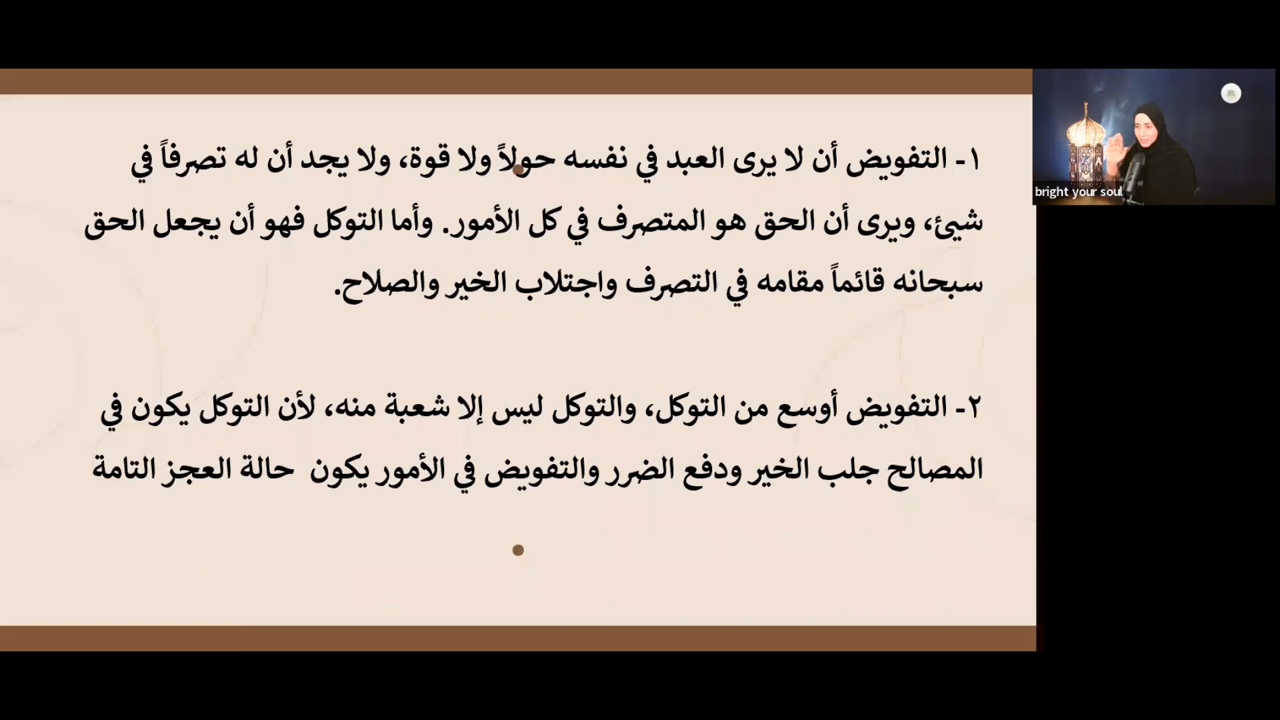 ١- التفويض أن لا يرى العبد في نفسه حولاً ولا قوة، ولا يجد أن له تصرفاً في
شيئ، ويرى أن الحق هو المتصرف في كل الأمور. وأما التوكل فهو أن يجعل الحق
سبحانه قائماً مقامه في التصرف واجتلاب الخير والصلاح.
٢- التفويض أوسع من التوكل، والتوكل ليس إلا شعبة منه، لأن التوكل يكون في
المصالح جلب الخير ودفع الضرر والتفويض في الأمور يكون حالة العجز التامة
bright your soul